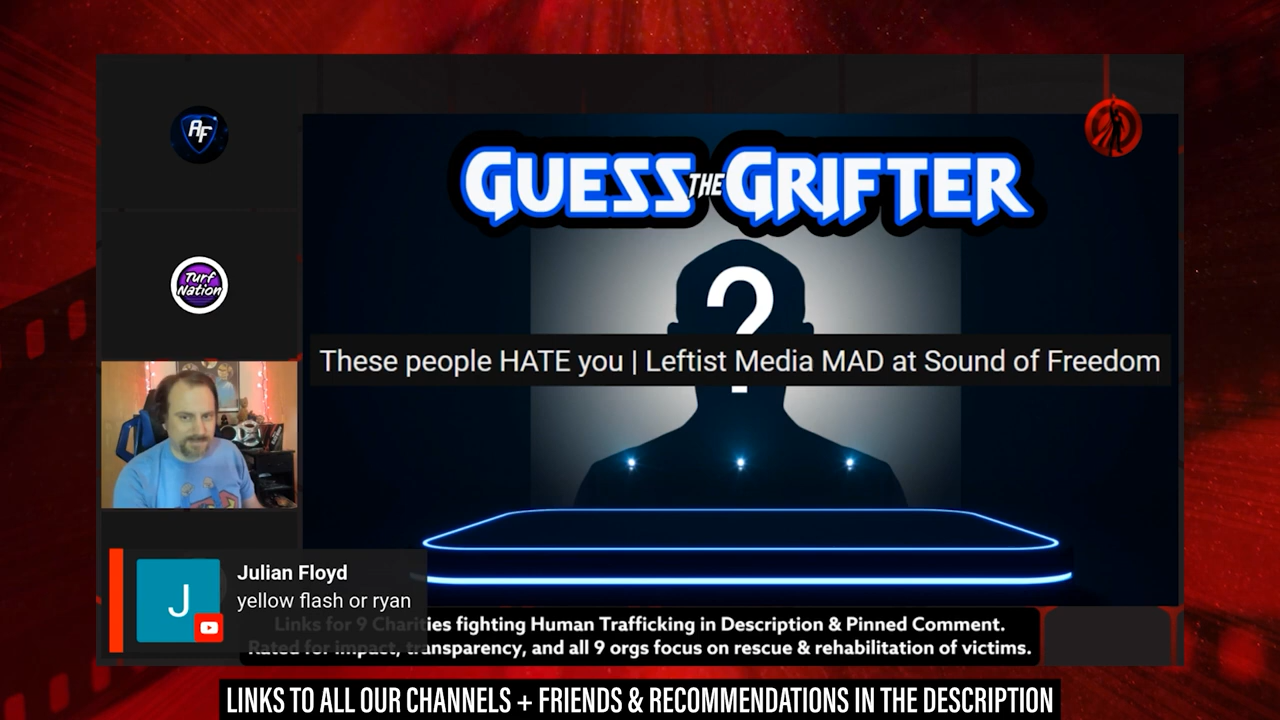 AF
Turf
Nation
GUESS THE GRIFTER
?
These people HATE you | Leftist Media MAD at Sound of Freedom
J
Julian Floyd
yellow flash or ryan
Links for 9 Charities fighting Human Trafficking in Description & Pinned Comment.
Rated for impact, transparency, and all 9 orgs focus on rescue & rehabilitation of victims.
LINKS TO ALL OUR CHANNELS + FRIENDS & RECOMMENDATIONS IN THE DESCRIPTION